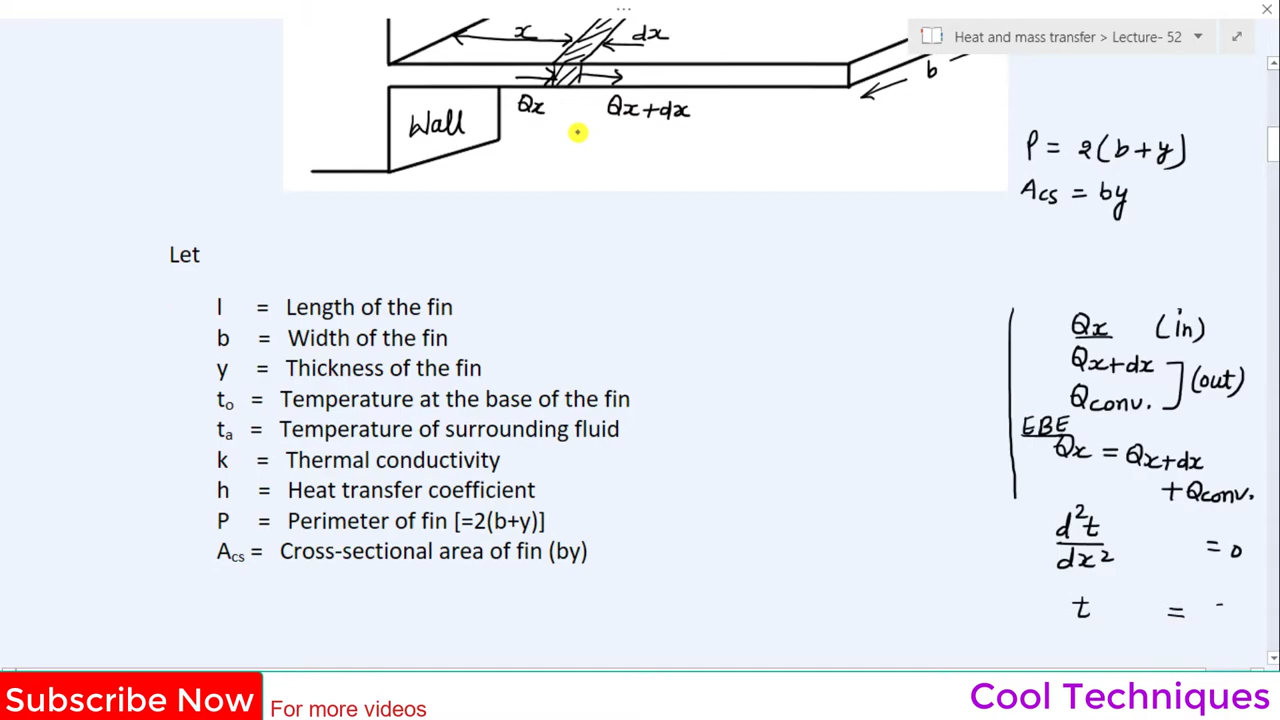 Heat and mass transfer > Lecture- 52
x
dx
b
Qx
Qx+dx
Wall
P = 2(b+y)
Acs = by
Let
l = Length of the fin
b = Width of the fin
y = Thickness of the fin
to = Temperature at the base of the fin
ta = Temperature of surrounding fluid
k = Thermal conductivity
h = Heat transfer coefficient
P = Perimeter of fin [=2(b+y)]
Acs = Cross-sectional area of fin (by)
Qx (in)
Qx+dx
Qconv. (out)
EBE
Qx = Qx+dx
+ Qconv.
d²t
dx² = 0
t =
Subscribe Now
For more videos
Cool Techniques